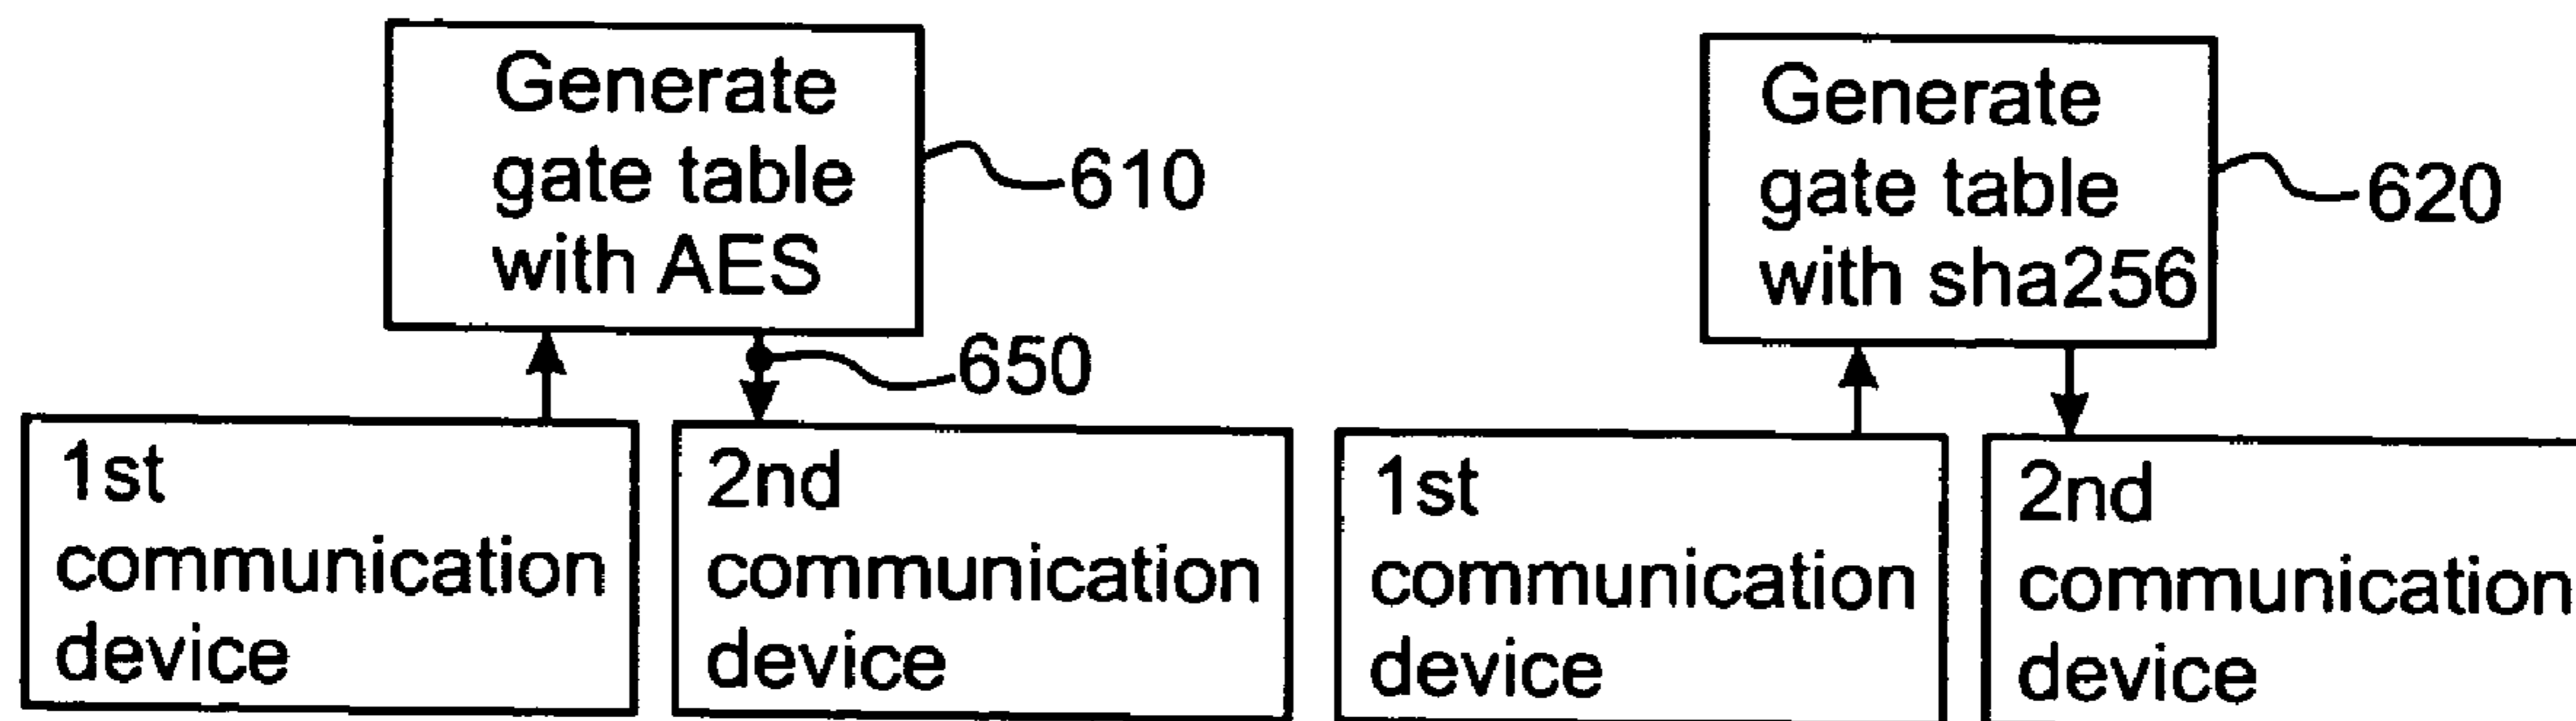 Generate
gate table
with AES
610
650
1st
communication
device
2nd
communication
device
Generate
gate table
with sha256
620
1st
communication
device
2nd
communication
device